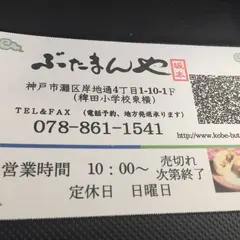 ぶたまんや
坂本
神戸市灘区岸地通4丁目1-10-1F
(稗田小学校東横)
TEL&FAX (電話予約、地方発送承ります)
078-861-1541
http://www.kobe-but
営業時間 10:00〜 売切れ次第終了
定休日 日曜日